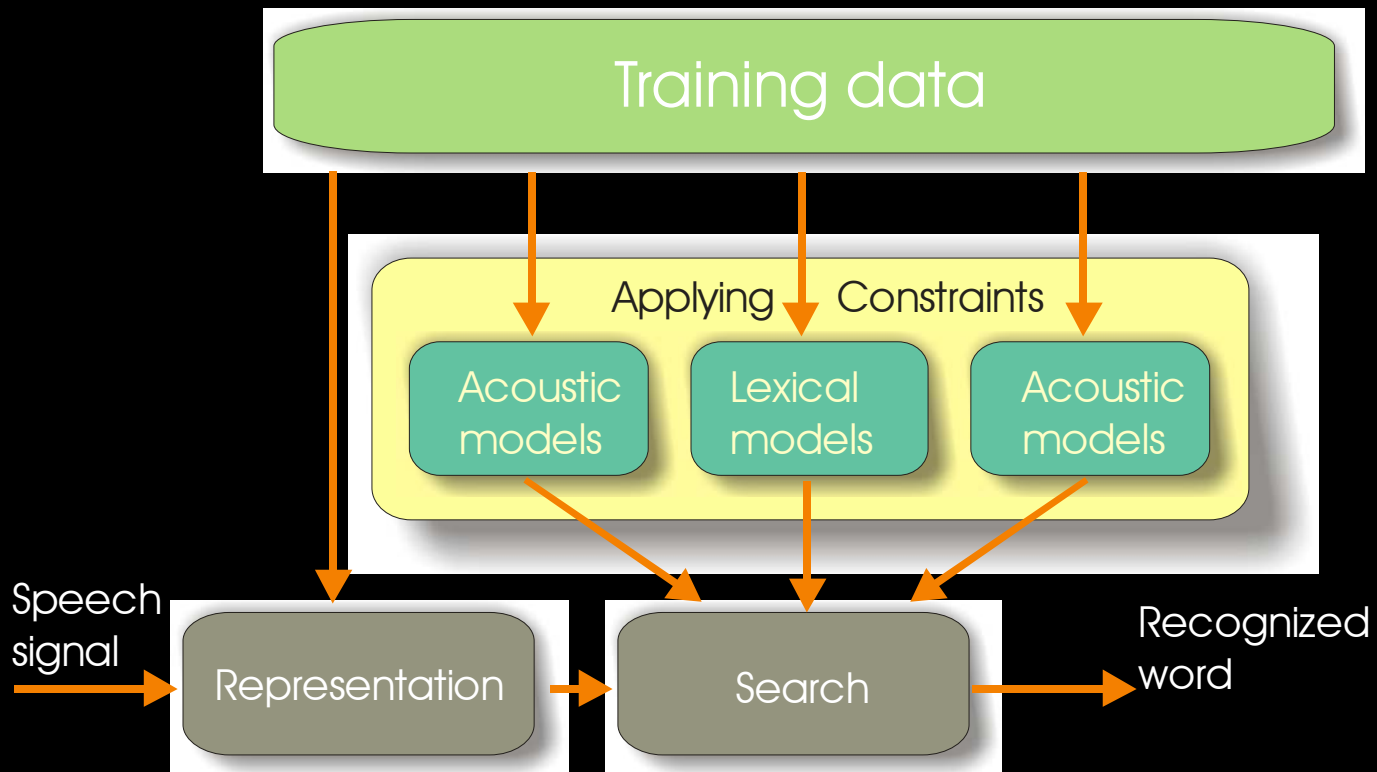 Training data
Applying Constraints
Acoustic
models
Lexical
models
Acoustic
models
Speech
signal
Representation
Search
Recognized
word